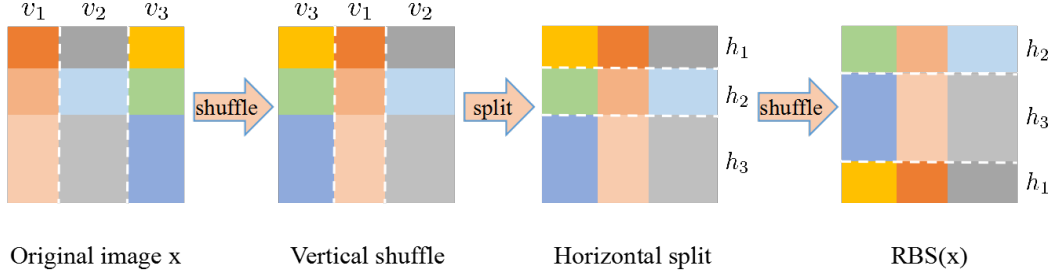 v₁ v₂ v₃
v₃ v₁ v₂
shuffle
split
shuffle
h₁
h₂
h₃
h₂
h₃
h₁
Original image x
Vertical shuffle
Horizontal split
RBS(x)